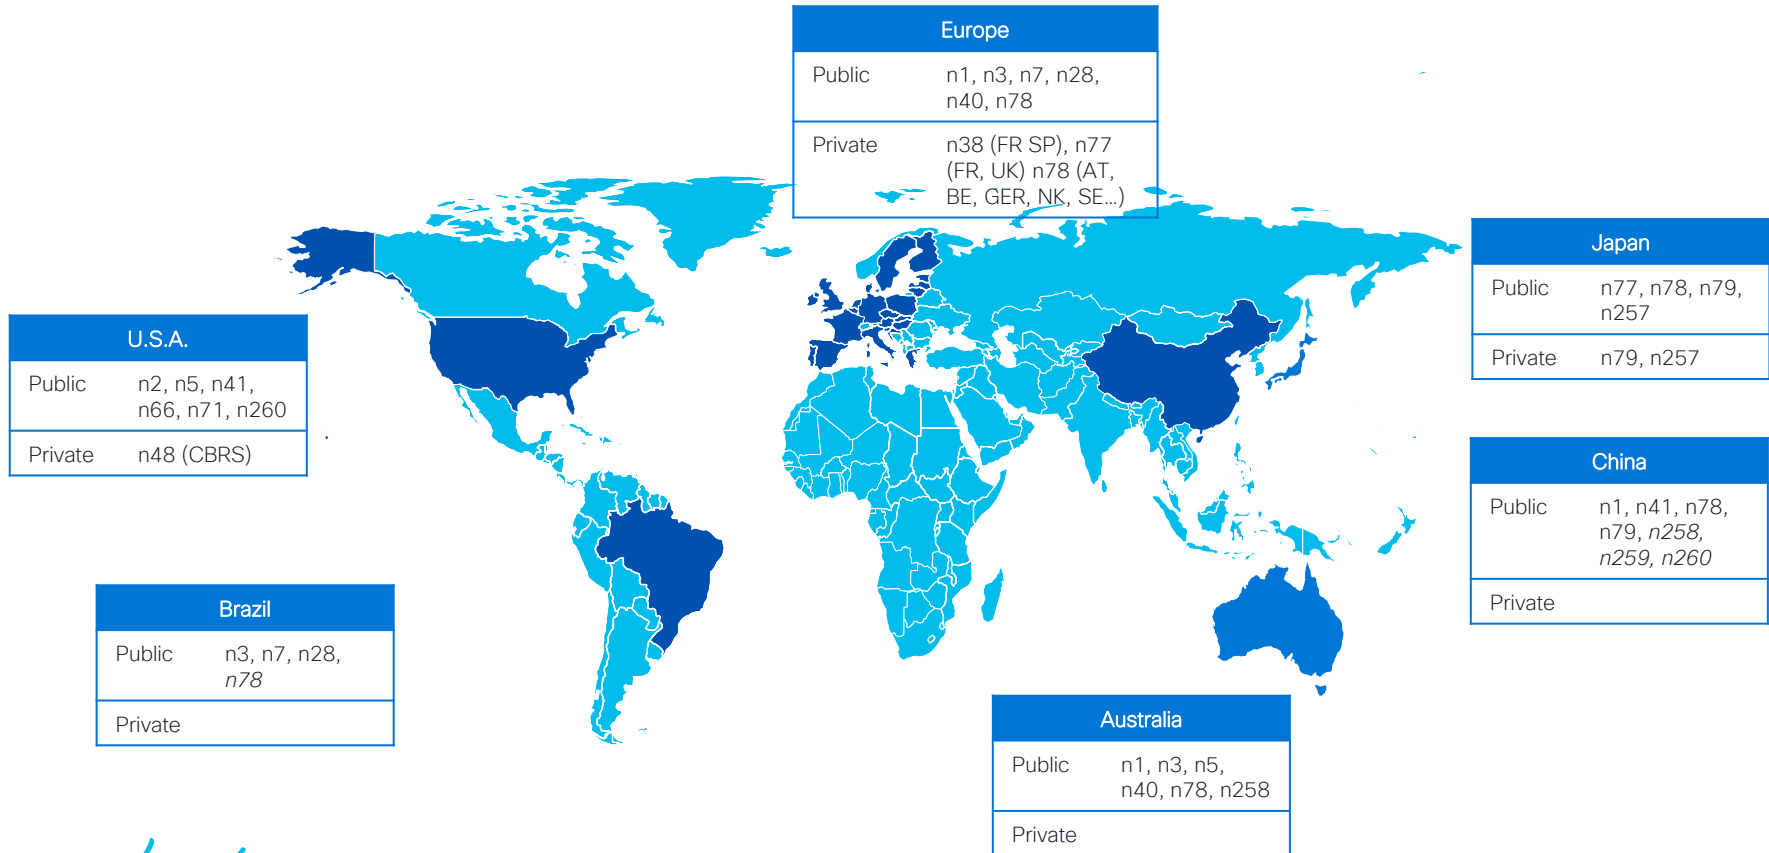 Europe
Public n1, n3, n7, n28,
n40, n78
Private n38 (FR SP), n77
(FR, UK) n78 (AT,
BE, GER, NK, SE...)
Japan
Public n77, n78, n79,
n257
Private n79, n257
U.S.A.
Public n2, n5, n41,
n66, n71, n260
Private n48 (CBRS)
China
Public n1, n41, n78,
n79, n258,
n259, n260
Private
Brazil
Public n3, n7, n28,
n78
Private
Australia
Public n1, n3, n5,
n40, n78, n258
Private